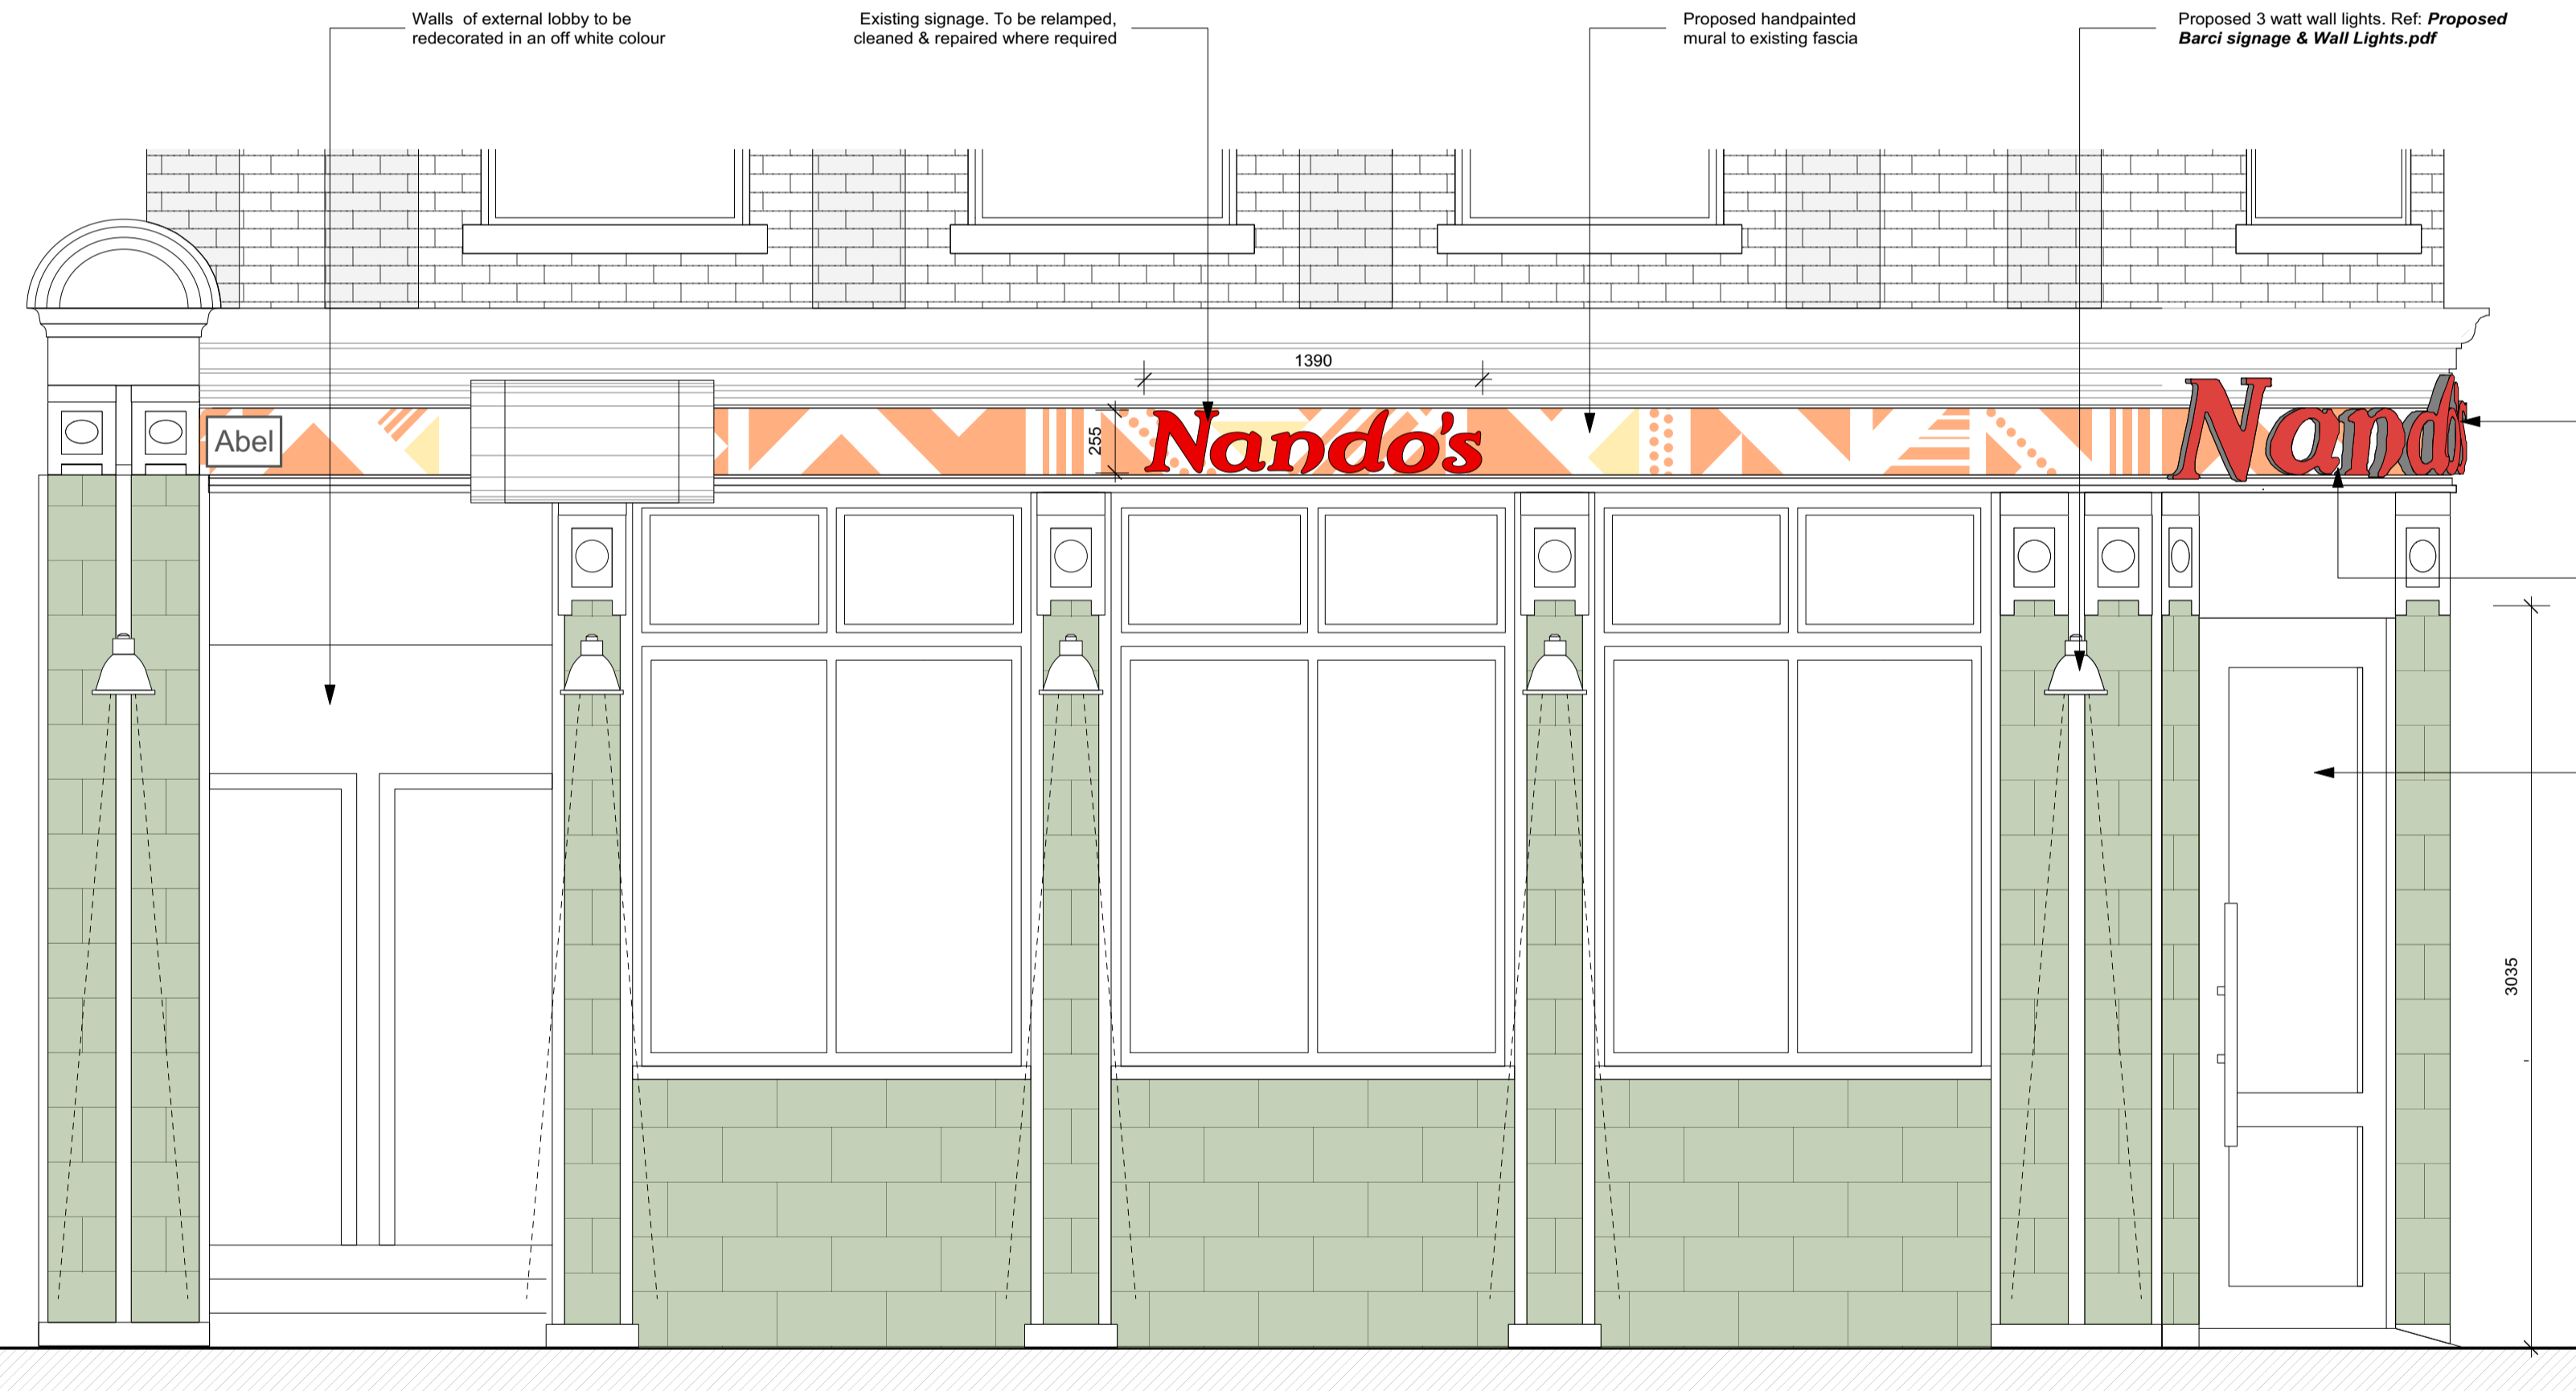 Walls of external lobby to be
redecorated in an off white colour
Existing signage. To be relamped,
cleaned & repaired where required
Proposed handpainted
mural to existing fascia
Proposed 3 watt wall lights. Ref: Proposed
Barci signage & Wall Lights.pdf
1390
Abel
255
Nando's
Nando's
3035